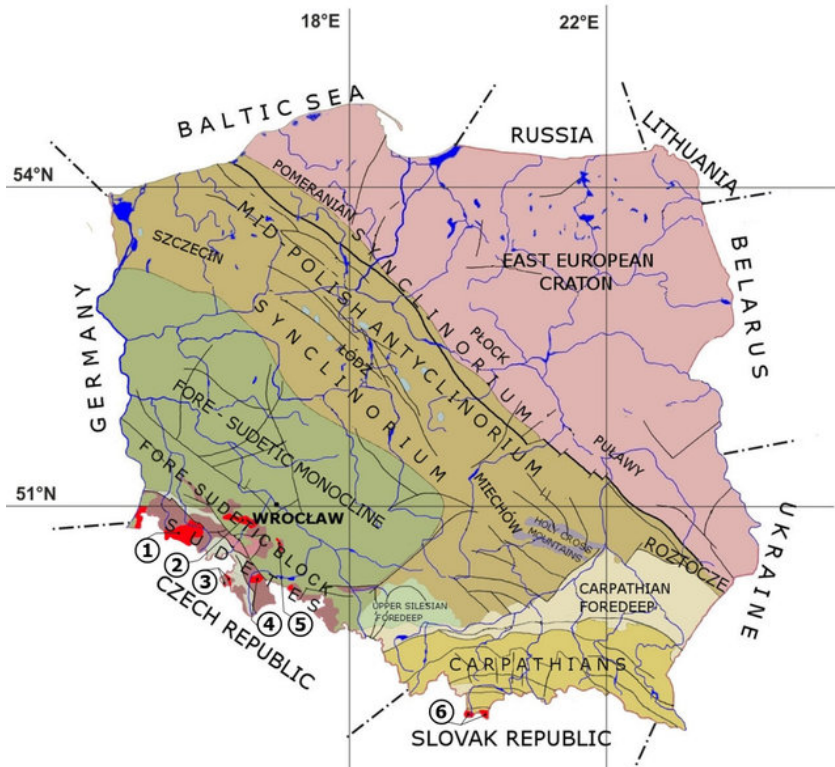 18°E
22°E
BALTIC SEA
RUSSIA
LITHUANIA
54°N
POMERANIAN
SYNCLINORIUM
MID-POLISH ANTYCLINORIUM
SZCZECIN
EAST EUROPEAN
CRATON
BELARUS
GERMANY
SYNCLINORIUM
ŁÓDŹ
PŁOCK
FORE-SUDETIC MONOCLINE
PUŁAWY
51°N
FORE-SUDETIC BLOCK
WROCŁAW
MIECHÓW
HOLY CROSS
MOUNTAINS
UKRAINE
ROZTOCZE
SUDETES
1
2
3
4
5
CZECH REPUBLIC
UPPER SILESIAN
FOREDEEP
CARPATHIAN
FOREDEEP
CARPATHIANS
6
SLOVAK REPUBLIC